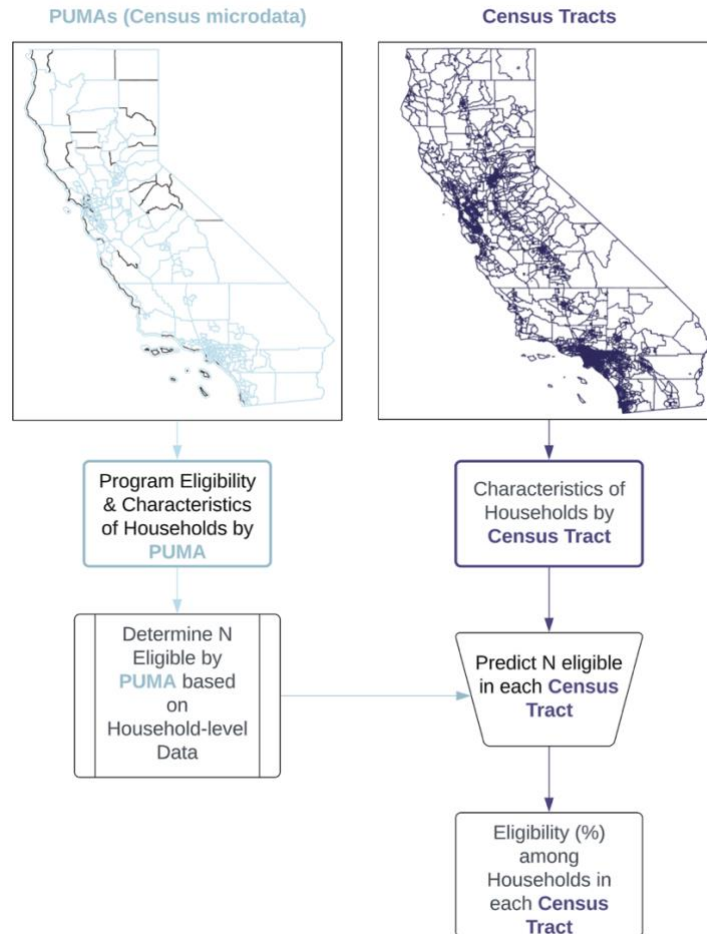 PUMAs (Census microdata)
Census Tracts
Program Eligibility
& Characteristics
of Households by
PUMA
Characteristics of
Households by
Census Tract
Determine N
Eligible by
PUMA based
on
Household-level
Data
Predict N eligible
in each Census
Tract
Eligibility (%)
among
Households in
each Census
Tract